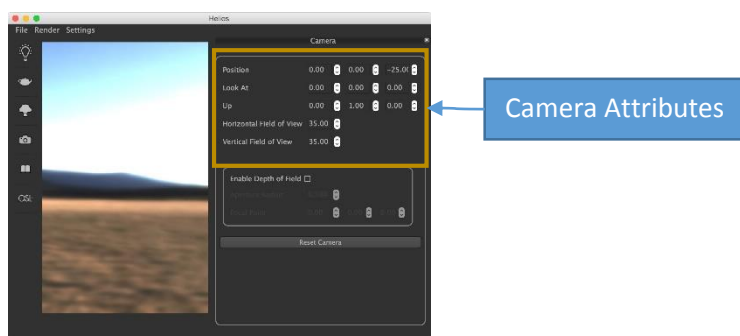 Helios
File Render Settings
Camera
Position 0.00 0.00 -25.0
Look At 0.00 0.00 0.00
Up 0.00 1.00 0.00
Horizontal Field of View 35.00
Vertical Field of View 35.00
Camera Attributes
Enable Depth of Field
OSL
Reset Camera